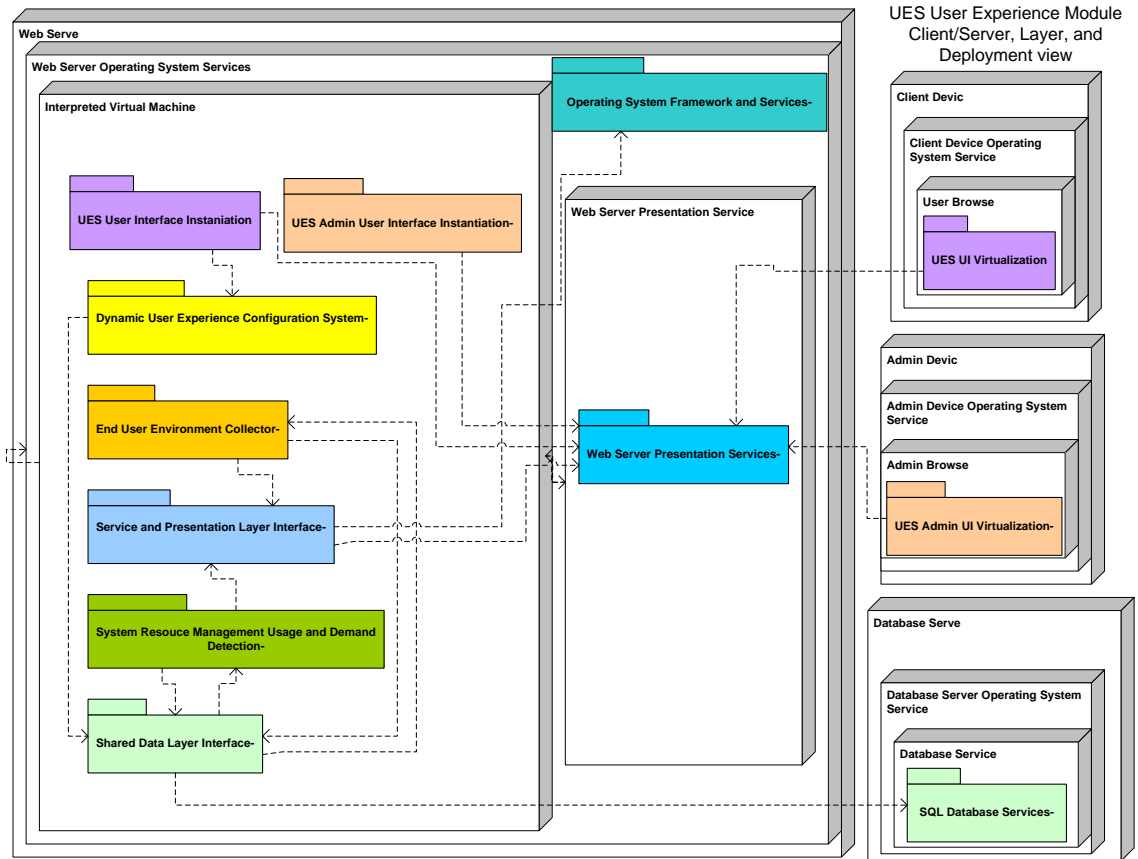 UES User Experience Module
Client/Server, Layer, and
Deployment view
Web Serve
Web Server Operating System Services
Interpreted Virtual Machine
Operating System Framework and Services-
UES User Interface Instaniation
UES Admin User Interface Instantiation-
Dynamic User Experience Configuration System-
End User Environment Collector-
Service and Presentation Layer Interface-
System Resouce Management Usage and Demand
Detection-
Shared Data Layer Interface-
Web Server Presentation Service
Web Server Presentation Services-
Client Devic
Client Device Operating
System Service
User Browse
UES UI Virtualization
Admin Devic
Admin Device Operating System
Service
Admin Browse
UES Admin UI Virtualization-
Database Serve
Database Server Operating System
Service
Database Service
SQL Database Services-